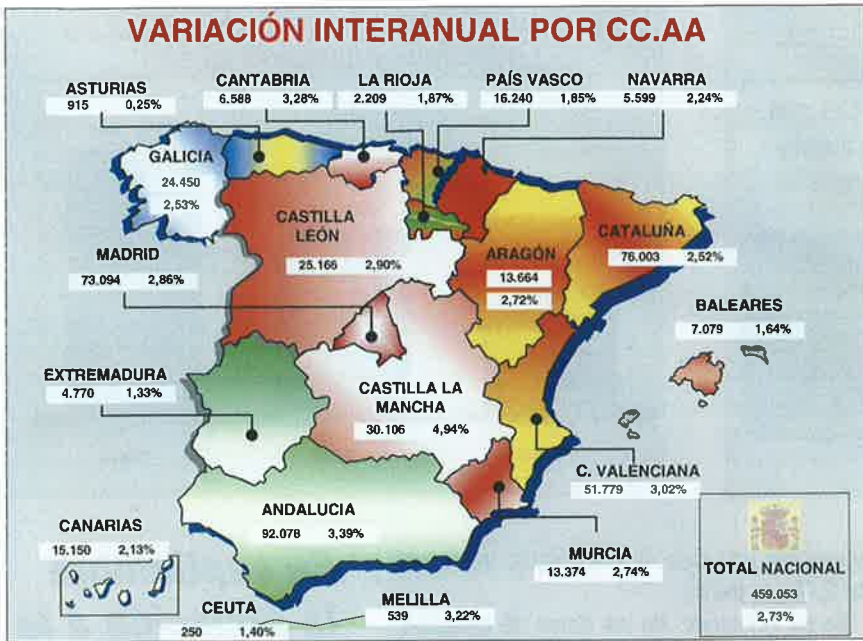 VARIACIÓN INTERANUAL POR CC.AA
ASTURIAS
915 0,25%
CANTABRIA
6.588 3,28%
LA RIOJA
2.209 1,87%
PAÍS VASCO
16.240 1,85%
NAVARRA
5.599 2,24%
GALICIA
24.450
2,53%
CASTILLA
LEÓN
25.166 2,90%
ARAGÓN
13.664
2,72%
CATALUÑA
76.003 2,52%
MADRID
73.094 2,86%
BALEARES
7.079 1,64%
EXTREMADURA
4.770 1,33%
CASTILLA LA
MANCHA
30.106 4,94%
C. VALENCIANA
51.779 3,02%
ANDALUCIA
92.078 3,39%
CANARIAS
15.150 2,13%
MURCIA
13.374 2,74%
CEUTA
250 1,40%
MELILLA
539 3,22%
TOTAL NACIONAL
459.053
2,73%